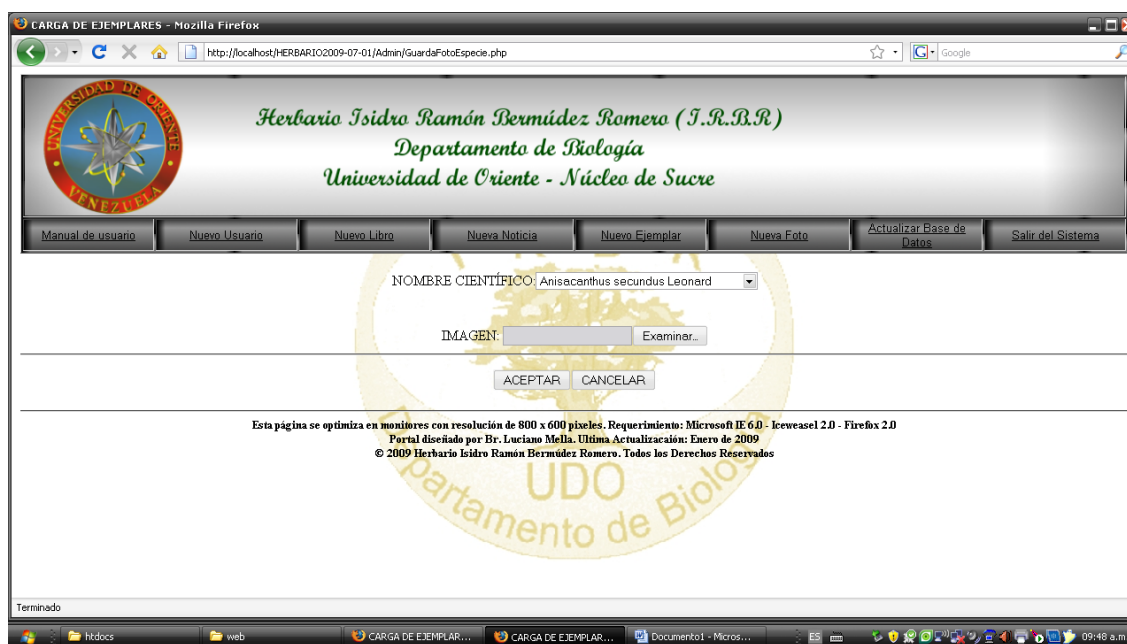 CARGA DE EJEMPLARES - Mozilla Firefox
http://localhost/HERBARIO2009-07-01/Admin/GuardaFotoEspecie.php
Google
UNIVERSIDAD DE ORIENTE
VENEZUELA
Herbario Isidro Ramón Bermúdez Romero (I.R.B.R)
Departamento de Biología
Universidad de Oriente - Núcleo de Sucre
Manual de usuario Nuevo Usuario Nuevo Libro Nueva Noticia Nuevo Ejemplar Nueva Foto Actualizar Base de Datos Salir del Sistema
NOMBRE CIENTÍFICO: Anisacanthus secundus Leonard
IMAGEN: Examinar...
ACEPTAR CANCELAR
Esta página se optimiza en monitores con resolución de 800 x 600 pixeles. Requerimiento: Microsoft IE 6.0 - Iceweasel 2.0 - Firefox 2.0
Portal diseñado por Br. Luciano Mella. Ultima Actualizacaión: Enero de 2009
© 2009 Herbario Isidro Ramón Bermúdez Romero. Todos los Derechos Reservados
UDO
Departamento de Biología
Terminado
htdocs web CARGA DE EJEMPLAR... CARGA DE EJEMPLAR... Documento1 - Micros... ES 09:48 a.m.